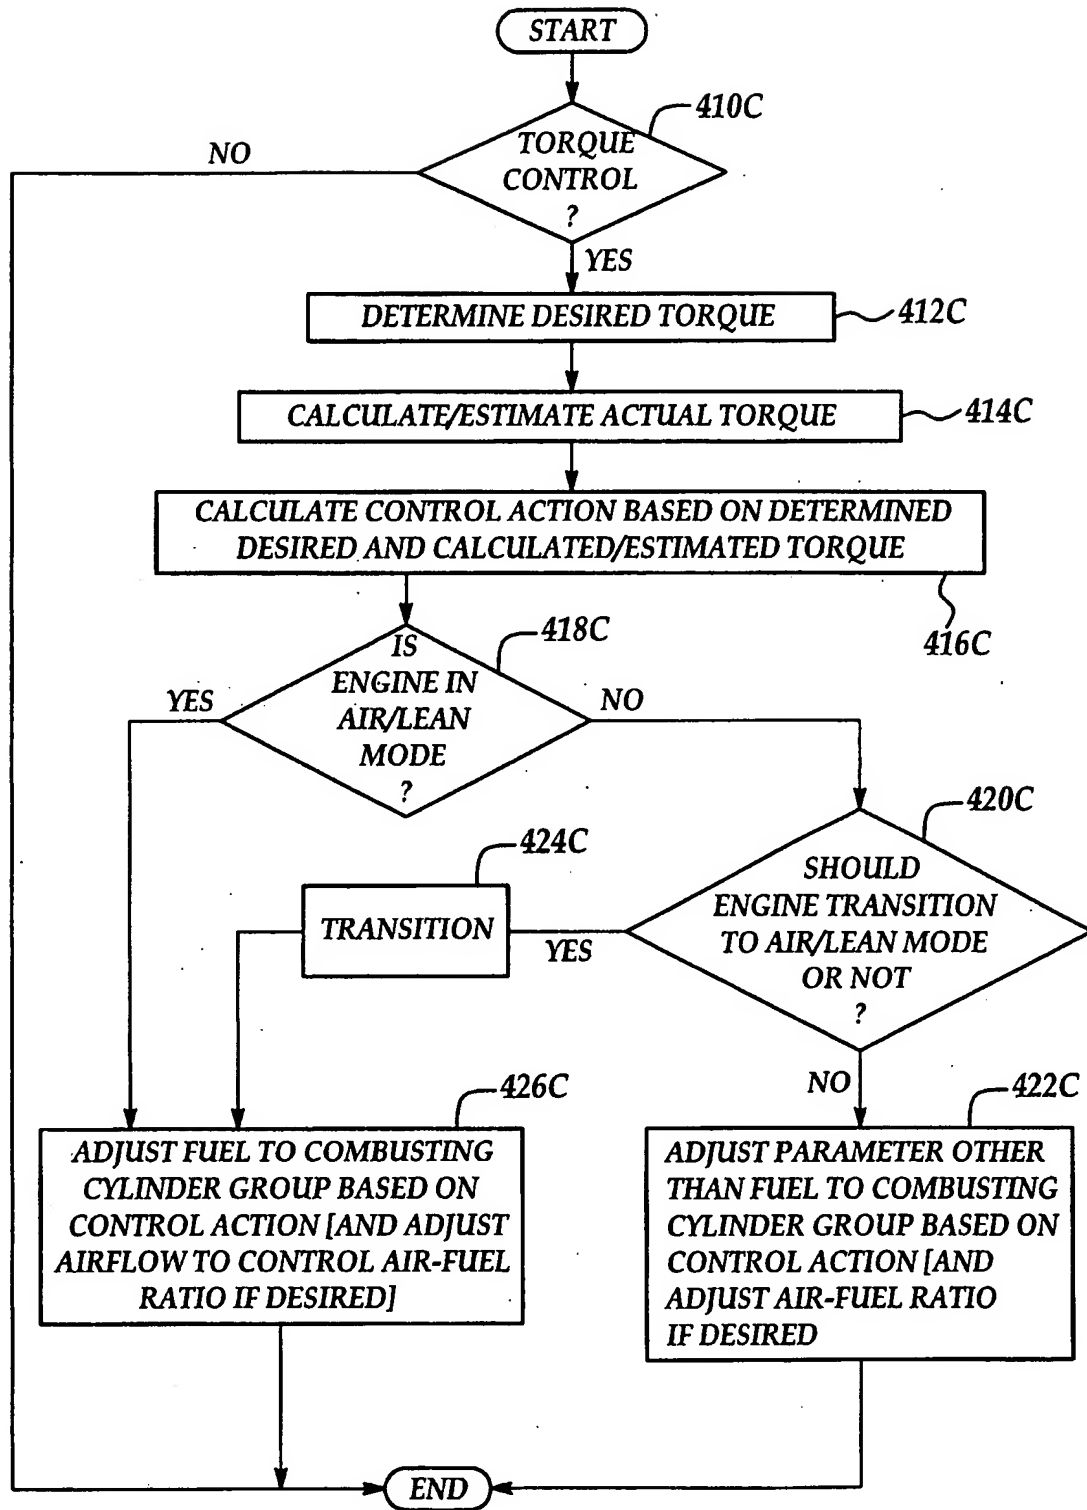 START
410C
TORQUE
CONTROL
?
NO
YES
DETERMINE DESIRED TORQUE
412C
CALCULATE/ESTIMATE ACTUAL TORQUE
414C
CALCULATE CONTROL ACTION BASED ON DETERMINED
DESIRED AND CALCULATED/ESTIMATED TORQUE
416C
418C
IS
ENGINE IN
AIR/LEAN
MODE
?
YES
NO
420C
SHOULD
ENGINE TRANSITION
TO AIR/LEAN MODE
OR NOT
?
424C
TRANSITION
YES
NO
426C
ADJUST FUEL TO COMBUSTING
CYLINDER GROUP BASED ON
CONTROL ACTION [AND ADJUST
AIRFLOW TO CONTROL AIR-FUEL
RATIO IF DESIRED]
422C
ADJUST PARAMETER OTHER
THAN FUEL TO COMBUSTING
CYLINDER GROUP BASED ON
CONTROL ACTION [AND
ADJUST AIR-FUEL RATIO
IF DESIRED
END